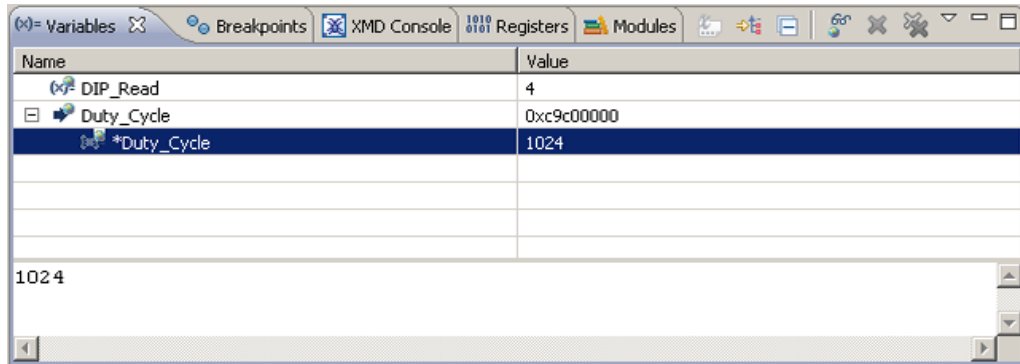 (x)= Variables Breakpoints XMD Console 1010 0101 Registers Modules
Name Value
(x)= DIP_Read 4
Duty_Cycle 0xc9c00000
*Duty_Cycle 1024
1024